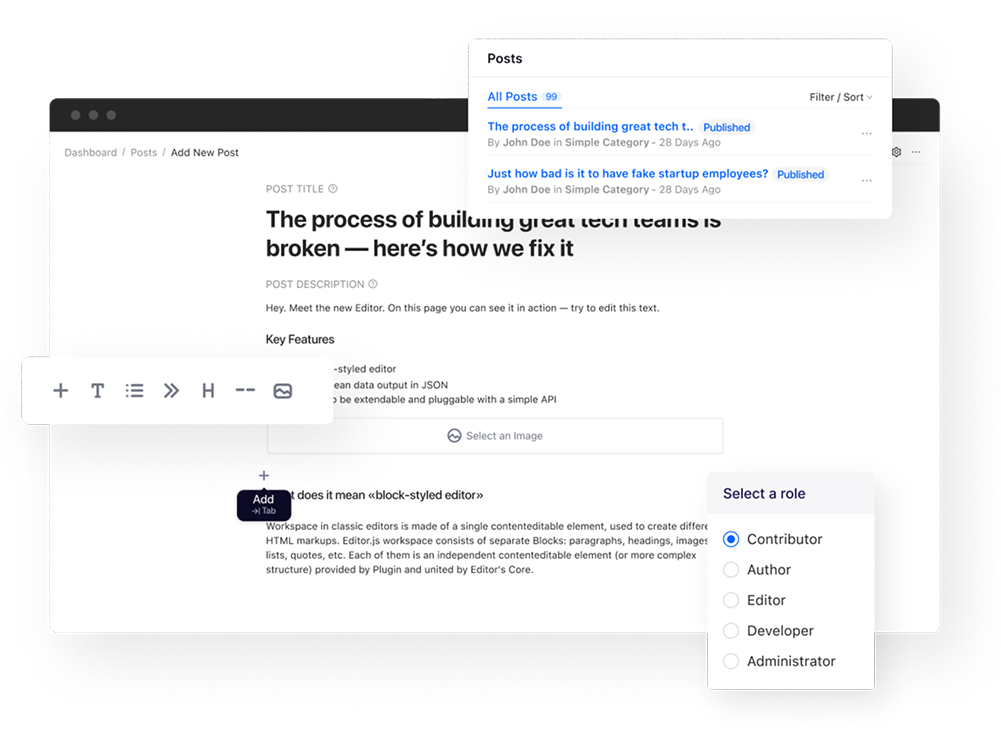 Posts
All Posts 99
Filter / Sort
The process of building great tech t.. Published
By John Doe in Simple Category - 28 Days Ago
Just how bad is it to have fake startup employees? Published
By John Doe in Simple Category - 28 Days Ago
Dashboard / Posts / Add New Post
POST TITLE
The process of building great tech teams is
broken — here's how we fix it
POST DESCRIPTION
Hey. Meet the new Editor. On this page you can see it in action — try to edit this text.
Key Features
-styled editor
data output in JSON
be extendable and pluggable with a simple API
T
H
Select an Image
Add
Tab
does it mean «block-styled editor»
Workspace in classic editors is made of a single contenteditable element, used to create
HTML markups. Editor.js workspace consists of separate Blocks: paragraphs, headings, images
lists, quotes, etc. Each of them is an independent contenteditable element (or more complex
structure) provided by Plugin and united by Editor's Core.
Select a role
Contributor
Author
Editor
Developer
Administrator